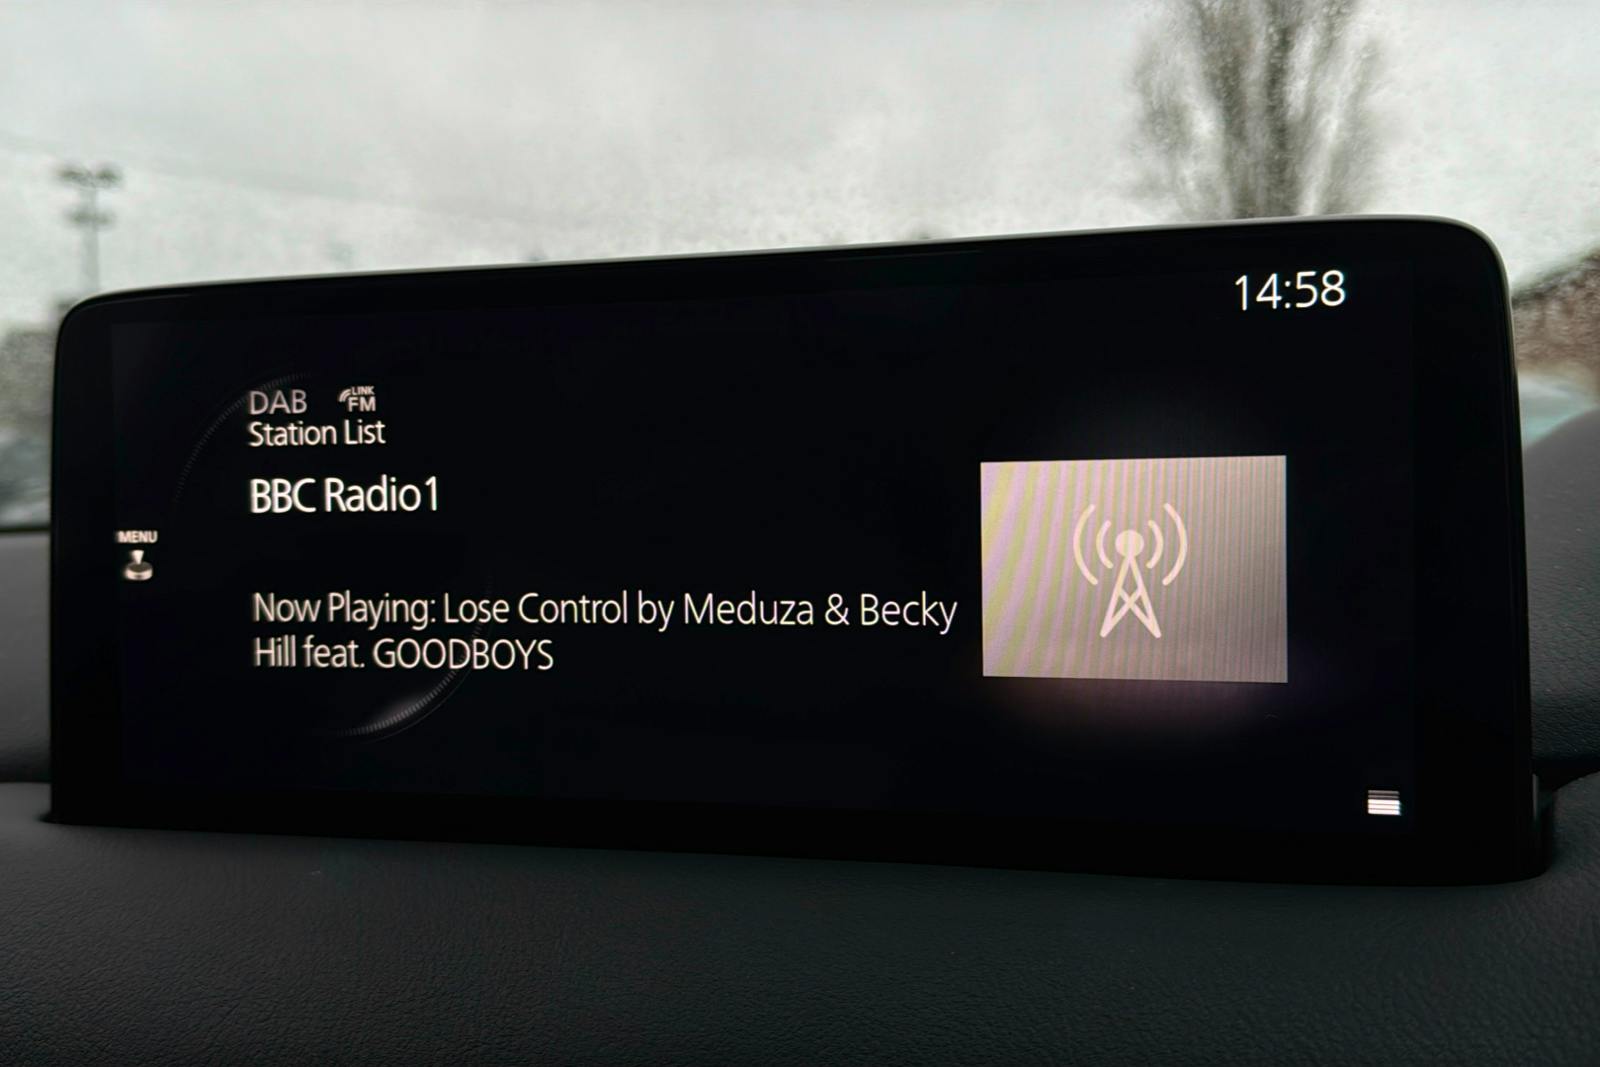 14:58
DAB LINK FM
Station List
BBC Radio1
MENU
Now Playing: Lose Control by Meduza & Becky
Hill feat. GOODBOYS